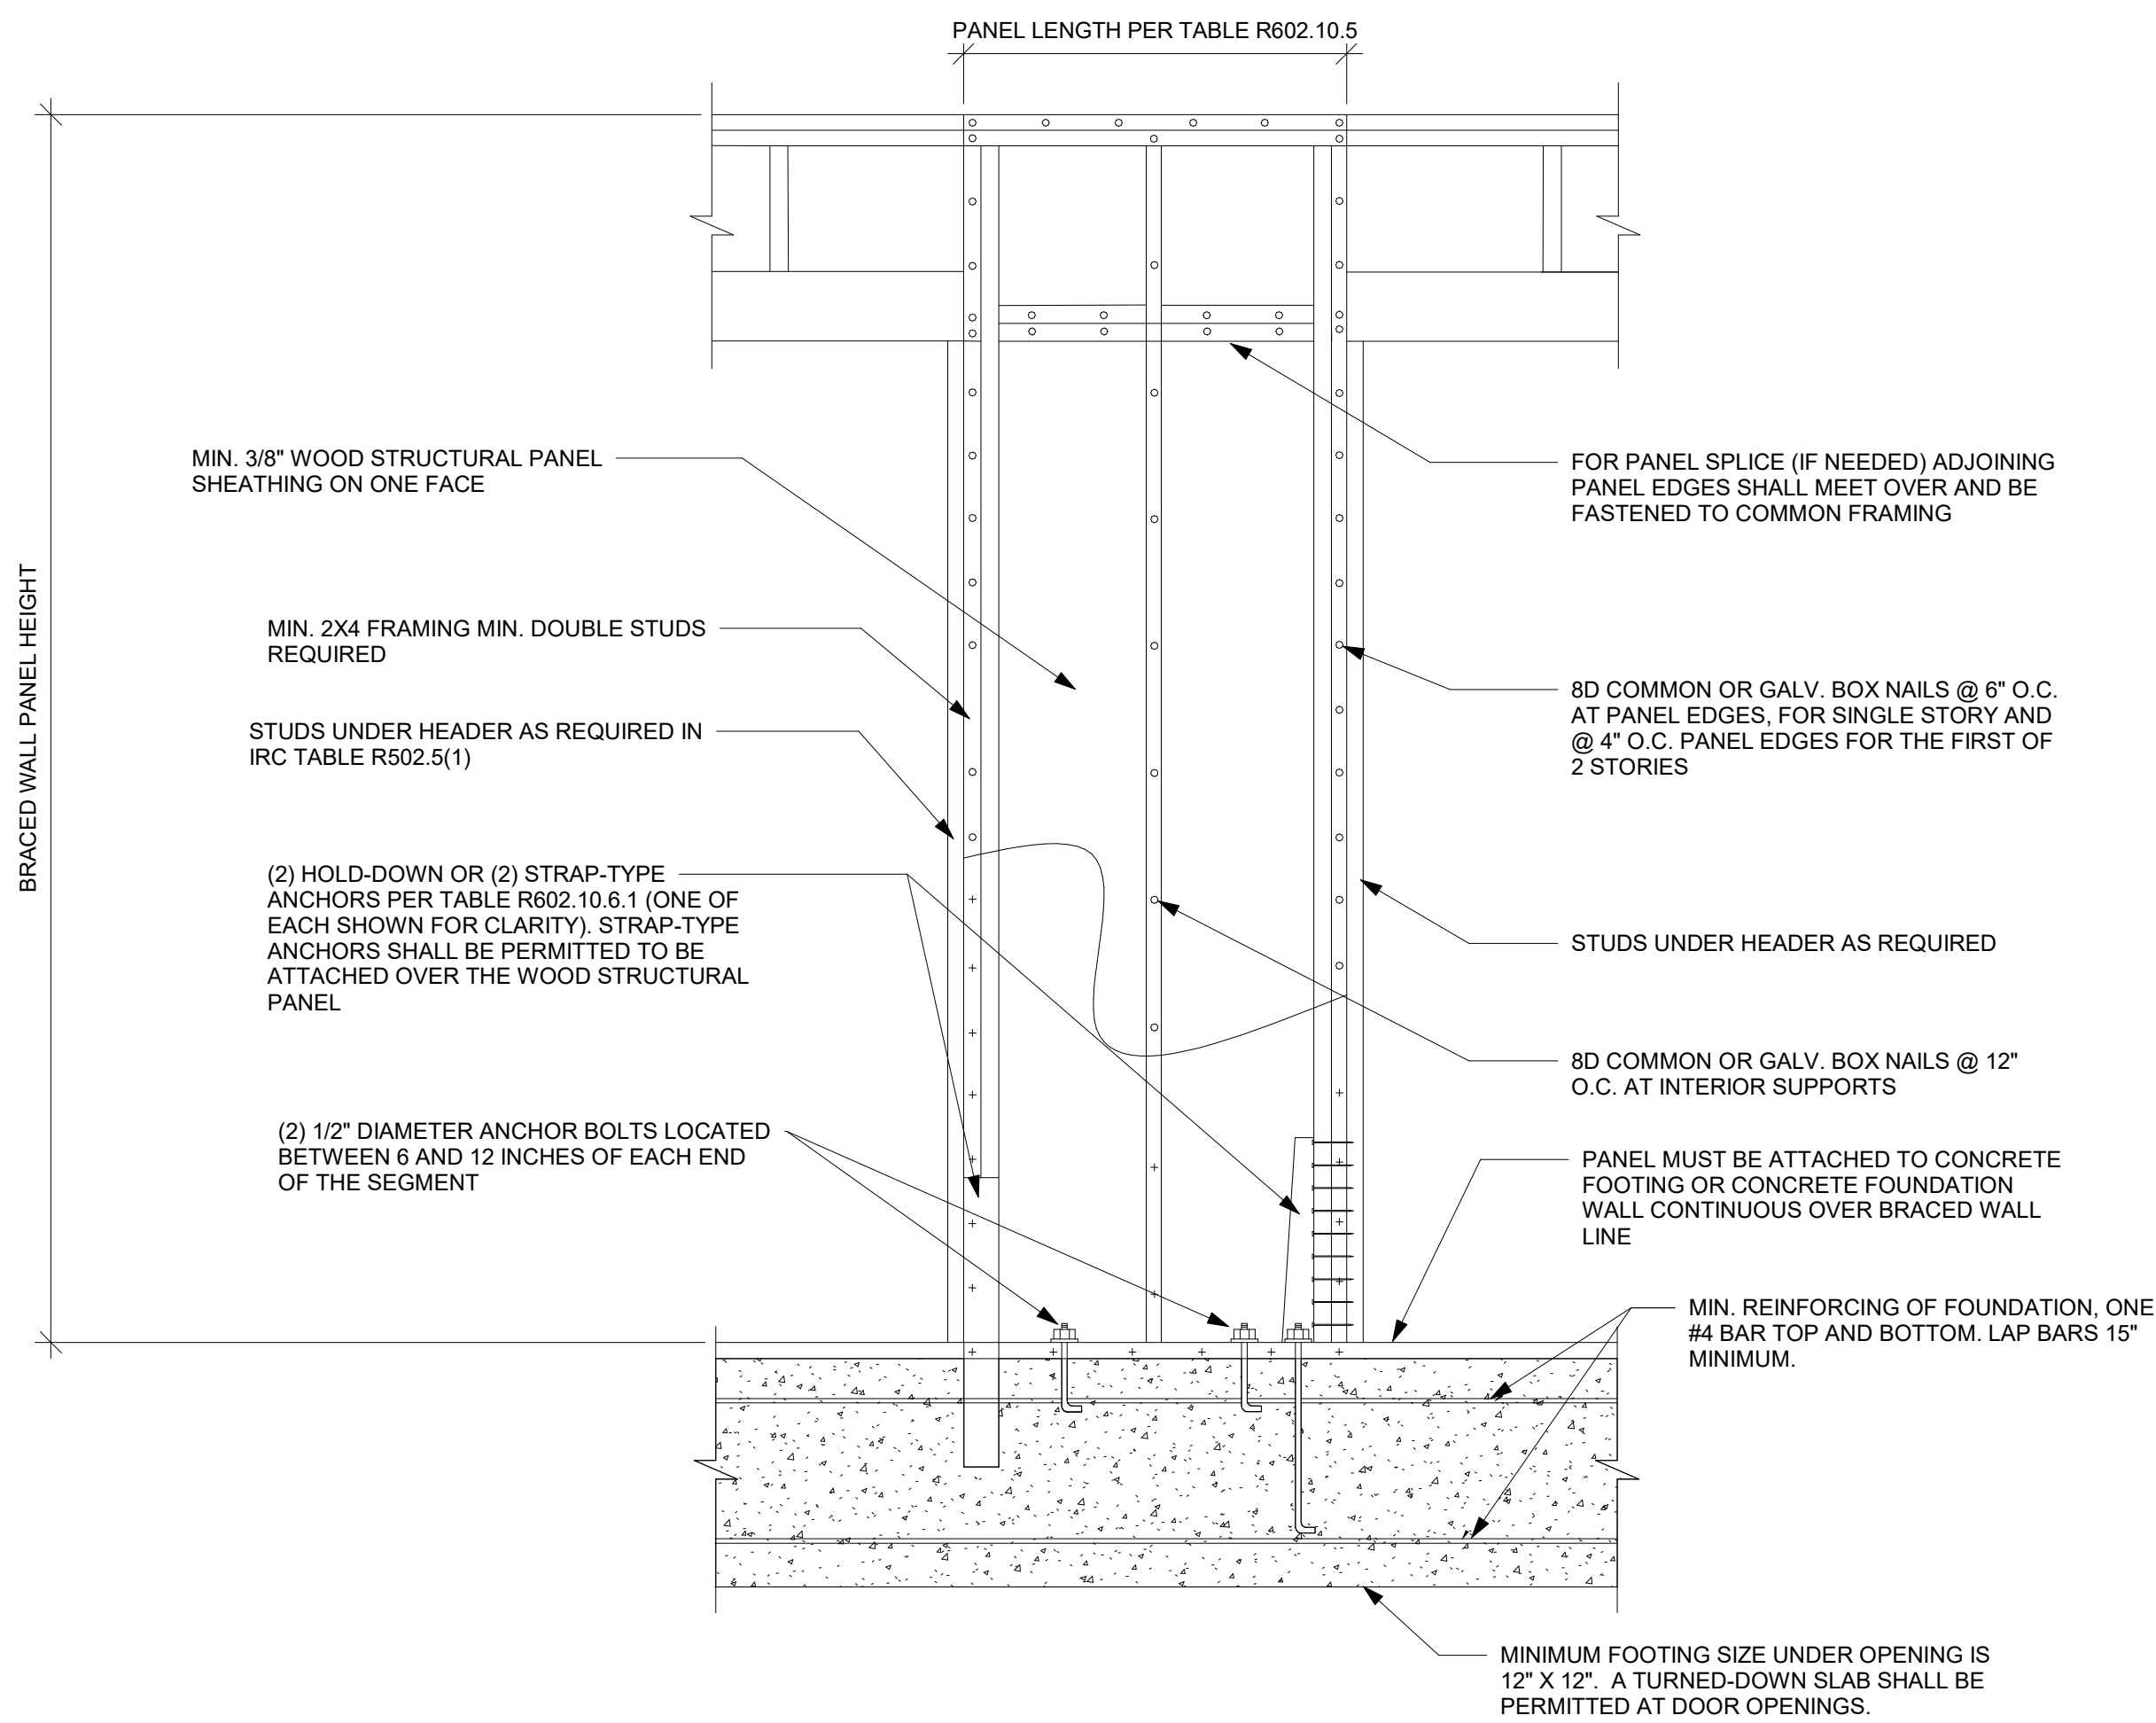 PANEL LENGTH PER TABLE R602.10.5
BRACED WALL PANEL HEIGHT
MIN. 3/8" WOOD STRUCTURAL PANEL
SHEATHING ON ONE FACE
MIN. 2X4 FRAMING MIN. DOUBLE STUDS
REQUIRED
STUDS UNDER HEADER AS REQUIRED IN
IRC TABLE R502.5(1)
(2) HOLD-DOWN OR (2) STRAP-TYPE
ANCHORS PER TABLE R602.10.6.1 (ONE OF
EACH SHOWN FOR CLARITY). STRAP-TYPE
ANCHORS SHALL BE PERMITTED TO BE
ATTACHED OVER THE WOOD STRUCTURAL
PANEL
(2) 1/2" DIAMETER ANCHOR BOLTS LOCATED
BETWEEN 6 AND 12 INCHES OF EACH END
OF THE SEGMENT
FOR PANEL SPLICE (IF NEEDED) ADJOINING
PANEL EDGES SHALL MEET OVER AND BE
FASTENED TO COMMON FRAMING
8D COMMON OR GALV. BOX NAILS @ 6" O.C.
AT PANEL EDGES, FOR SINGLE STORY AND
@ 4" O.C. PANEL EDGES FOR THE FIRST OF
2 STORIES
STUDS UNDER HEADER AS REQUIRED
8D COMMON OR GALV. BOX NAILS @ 12"
O.C. AT INTERIOR SUPPORTS
PANEL MUST BE ATTACHED TO CONCRETE
FOOTING OR CONCRETE FOUNDATION
WALL CONTINUOUS OVER BRACED WALL
LINE
MIN. REINFORCING OF FOUNDATION, ONE
#4 BAR TOP AND BOTTOM. LAP BARS 15"
MINIMUM.
MINIMUM FOOTING SIZE UNDER OPENING IS
12" X 12".  A TURNED-DOWN SLAB SHALL BE
PERMITTED AT DOOR OPENINGS.